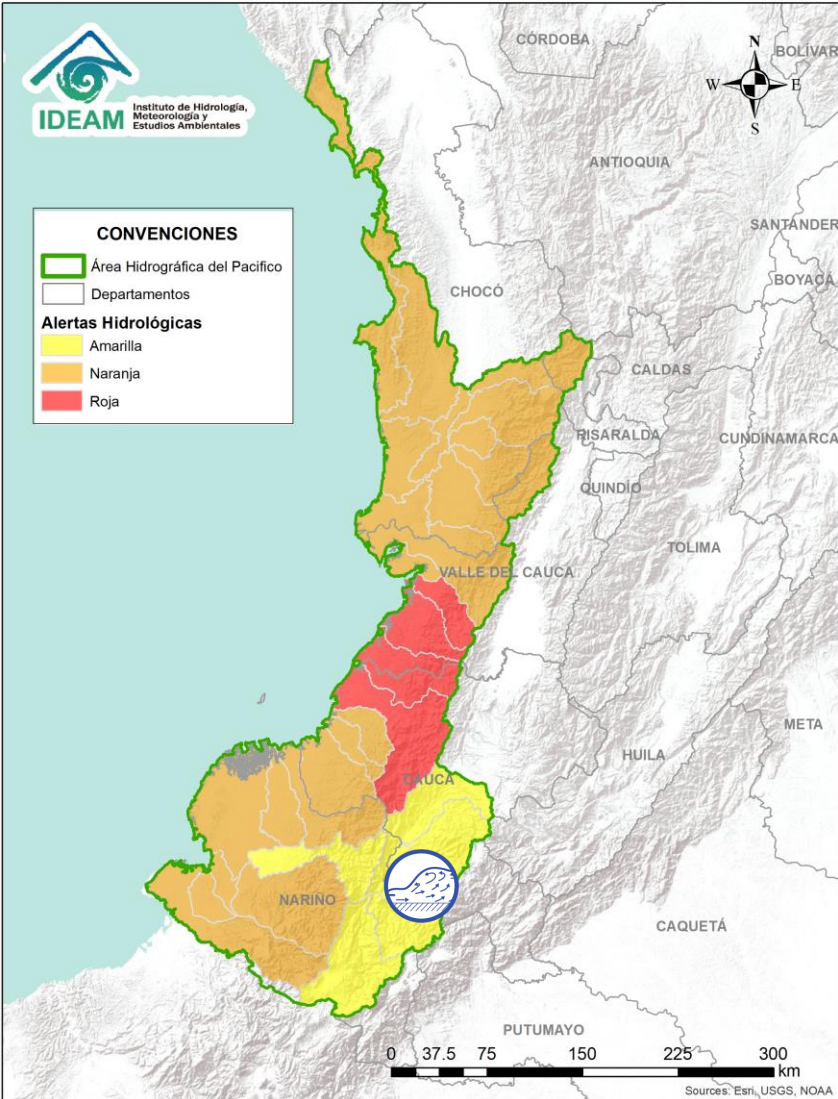 IDEAM
Instituto de Hidrología,
Meteorología y
Estudios Ambientales
N
W
E
S
CONVENCIONES
Área Hidrográfica del Pacifico
Departamentos
Alertas Hidrológicas
Amarilla
Naranja
Roja
CÓRDOBA
BOLÍVAR
ANTIOQUIA
SANTANDER
BOYACÁ
CHOCÓ
CALDAS
RISARALDA
CUNDINAMARCA
QUINDÍO
TOLIMA
VALLE DEL CAUCA
META
HUILA
CAUCA
NARIÑO
CAQUETÁ
PUTUMAYO
0 37.5 75 150 225 300
km
Sources: Esri, USGS, NOAA